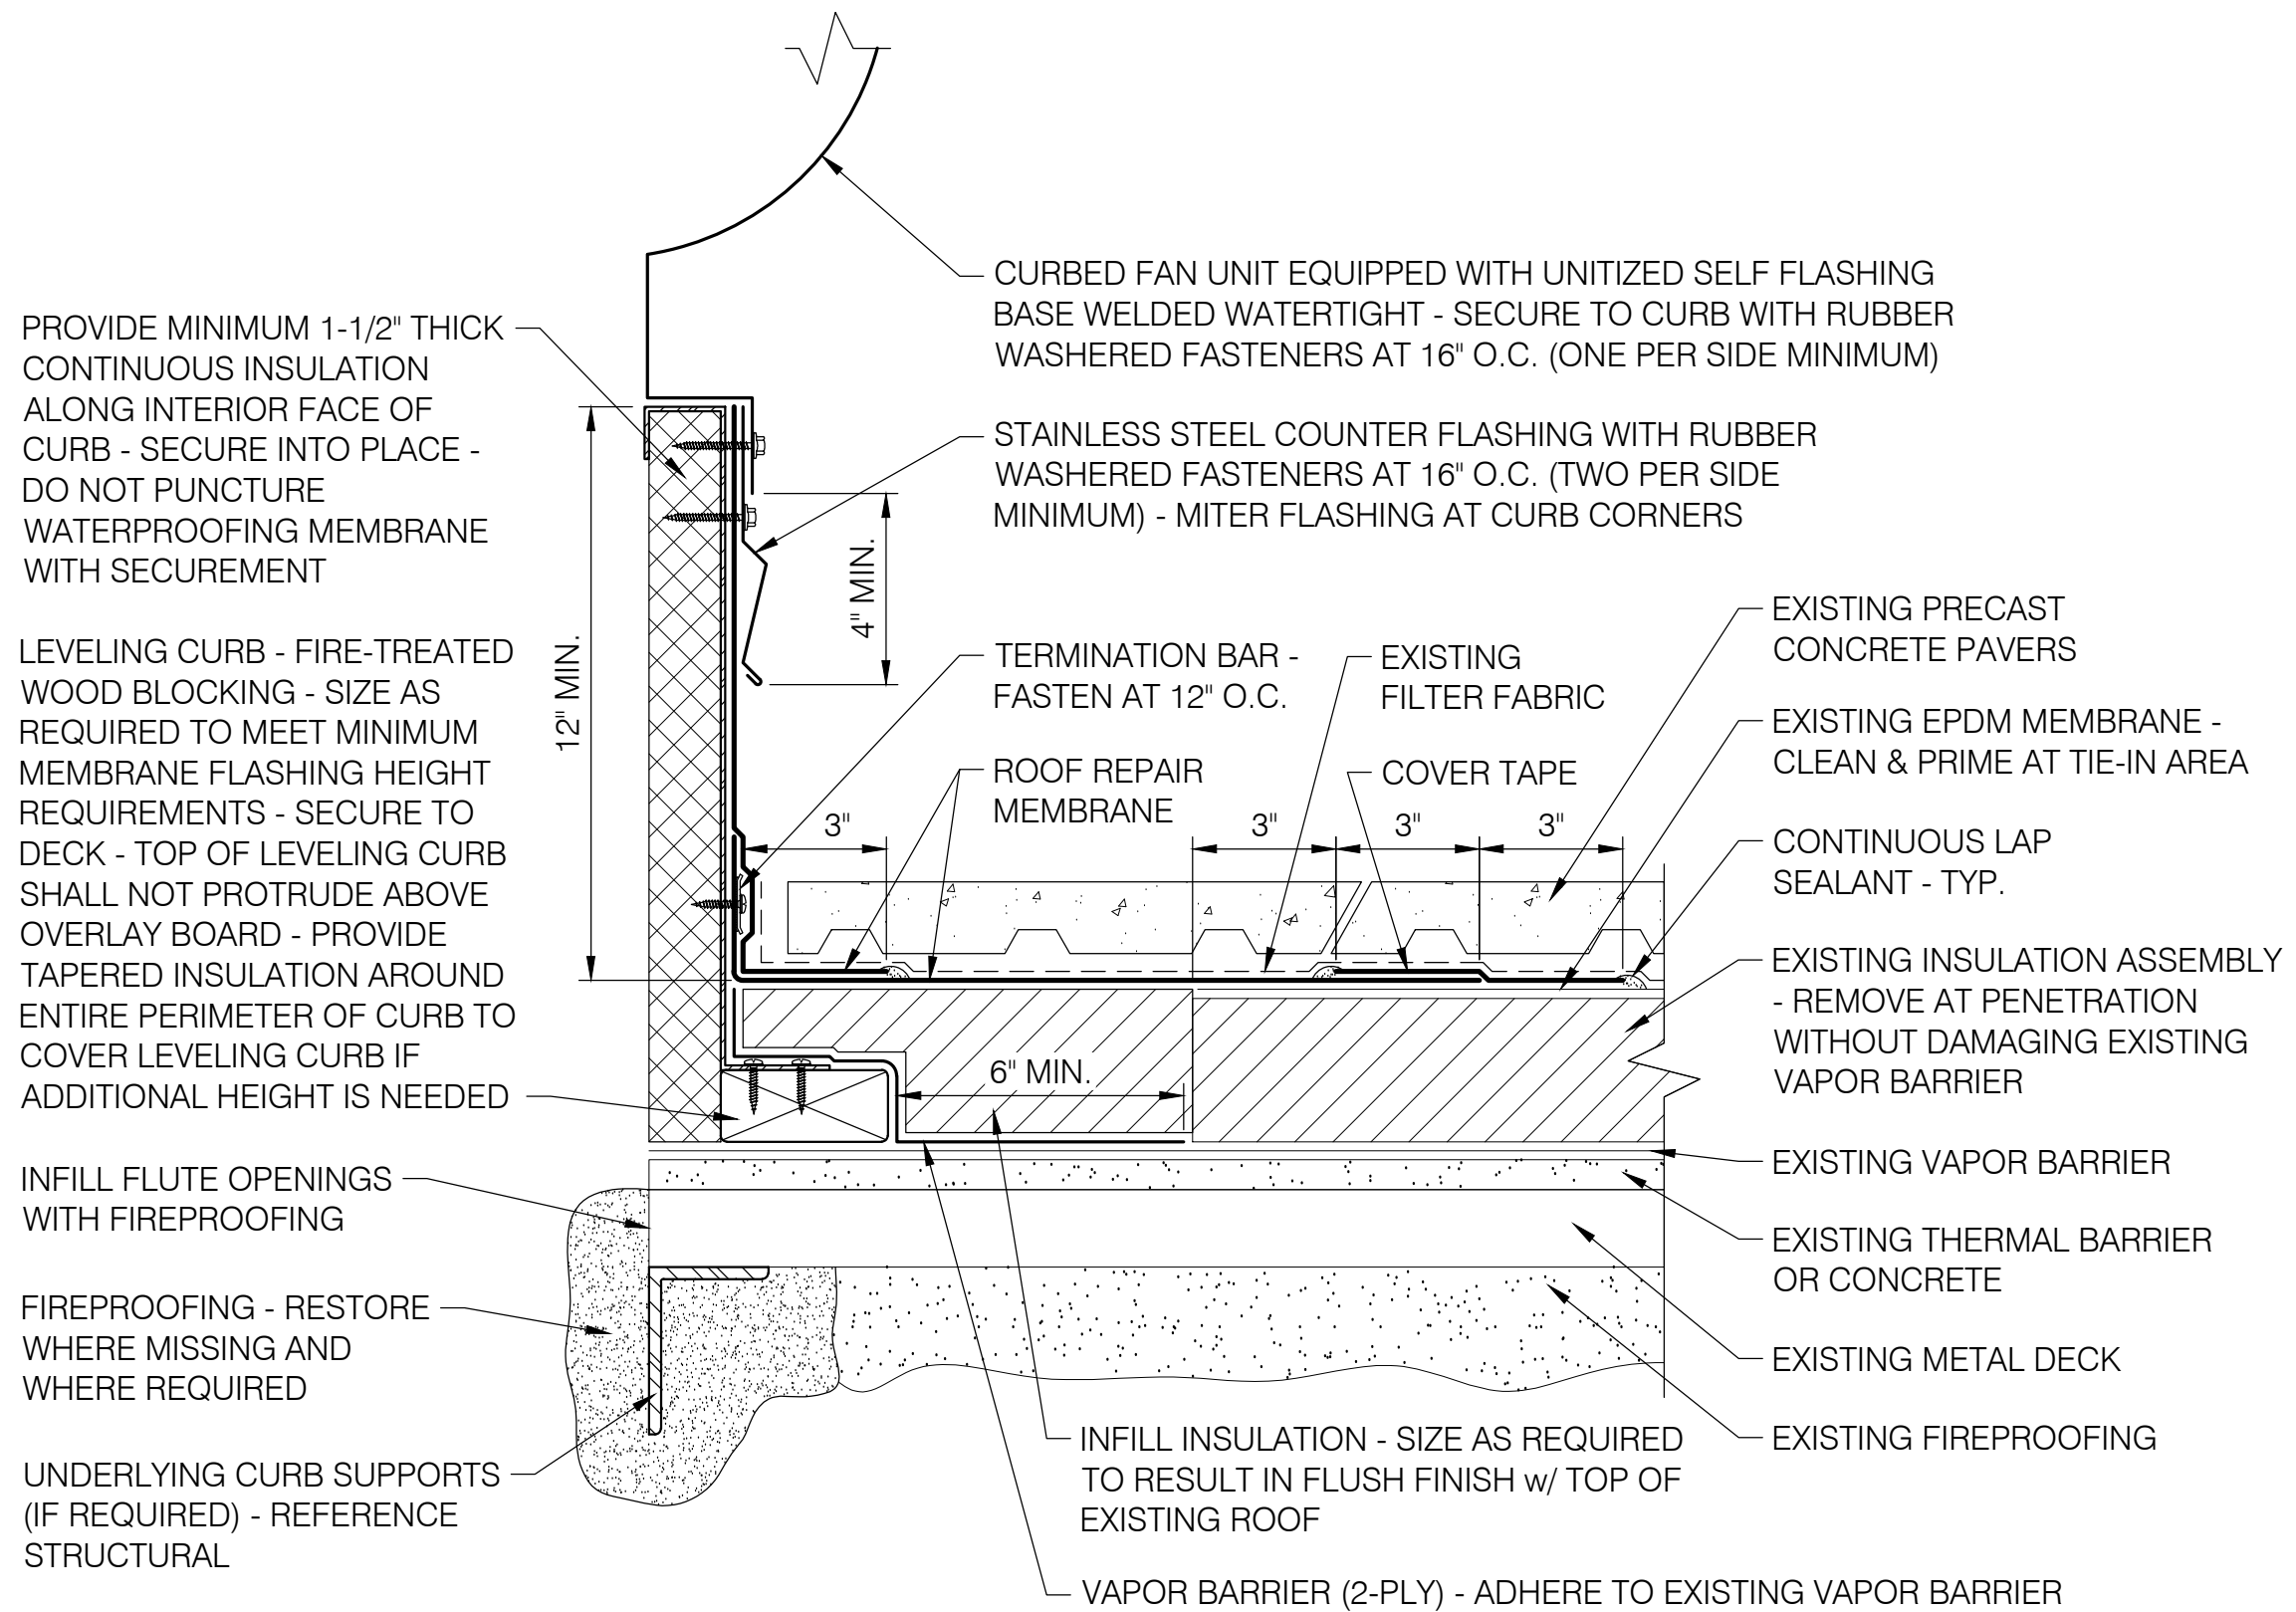 CURBED FAN UNIT EQUIPPED WITH UNITIZED SELF FLASHING
BASE WELDED WATERTIGHT - SECURE TO CURB WITH RUBBER
WASHERED FASTENERS AT 16" O.C. (ONE PER SIDE MINIMUM)
PROVIDE MINIMUM 1-1/2" THICK
CONTINUOUS INSULATION
ALONG INTERIOR FACE OF
CURB - SECURE INTO PLACE -
DO NOT PUNCTURE
WATERPROOFING MEMBRANE
WITH SECUREMENT
STAINLESS STEEL COUNTER FLASHING WITH RUBBER
WASHERED FASTENERS AT 16" O.C. (TWO PER SIDE
MINIMUM) - MITER FLASHING AT CURB CORNERS
12" MIN.
4" MIN.
LEVELING CURB - FIRE-TREATED
WOOD BLOCKING - SIZE AS
REQUIRED TO MEET MINIMUM
MEMBRANE FLASHING HEIGHT
REQUIREMENTS - SECURE TO
DECK - TOP OF LEVELING CURB
SHALL NOT PROTRUDE ABOVE
OVERLAY BOARD - PROVIDE
TAPERED INSULATION AROUND
ENTIRE PERIMETER OF CURB TO
COVER LEVELING CURB IF
ADDITIONAL HEIGHT IS NEEDED
TERMINATION BAR -
FASTEN AT 12" O.C.
EXISTING
FILTER FABRIC
ROOF REPAIR
MEMBRANE
COVER TAPE
3"
3"
3"
3"
EXISTING PRECAST
CONCRETE PAVERS
EXISTING EPDM MEMBRANE -
CLEAN & PRIME AT TIE-IN AREA
CONTINUOUS LAP
SEALANT - TYP.
EXISTING INSULATION ASSEMBLY
- REMOVE AT PENETRATION
WITHOUT DAMAGING EXISTING
VAPOR BARRIER
6" MIN.
EXISTING VAPOR BARRIER
EXISTING THERMAL BARRIER
OR CONCRETE
EXISTING METAL DECK
EXISTING FIREPROOFING
INFILL FLUTE OPENINGS
WITH FIREPROOFING
FIREPROOFING - RESTORE
WHERE MISSING AND
WHERE REQUIRED
UNDERLYING CURB SUPPORTS
(IF REQUIRED) - REFERENCE
STRUCTURAL
INFILL INSULATION - SIZE AS REQUIRED
TO RESULT IN FLUSH FINISH w/ TOP OF
EXISTING ROOF
VAPOR BARRIER (2-PLY) - ADHERE TO EXISTING VAPOR BARRIER